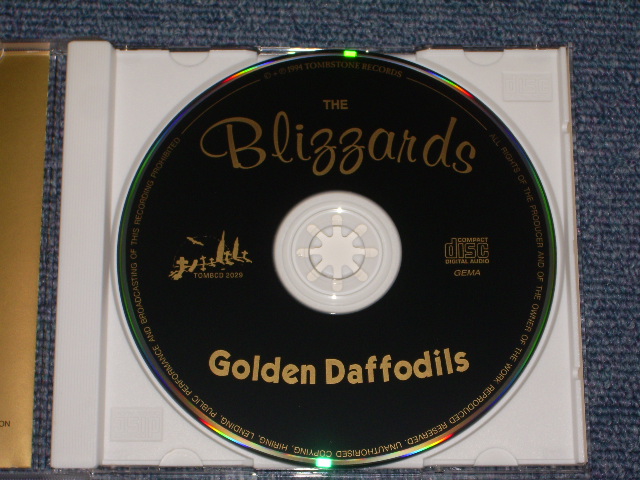 © + ℗ 1994 TOMBSTONE RECORDS
THE
Blizzards
COMPACT
disc
DIGITAL AUDIO
GEMA
TOMBCD 2029
Golden Daffodils
ALL RIGHTS OF THE PRODUCER AND OF THE OWNER OF THE WORK REPRODUCED RESERVED. UNAUTHORISED COPYING, HIRING, LENDING, PUBLIC PERFORMANCE AND BROADCASTING OF THIS RECORDING PROHIBITED
ON